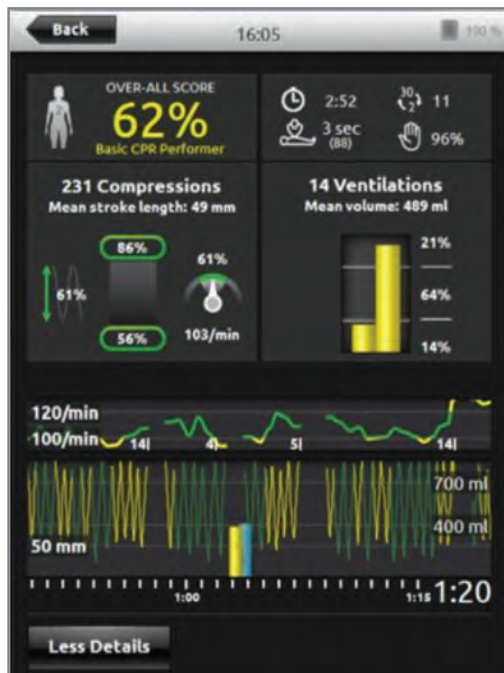 Back
16:05
100 %
OVER-ALL SCORE
62%
Basic CPR Performer
2:52
30
2
11
3 sec
(88)
96%
231 Compressions
Mean stroke length: 49 mm
86%
61%
61%
56%
103/min
14 Ventilations
Mean volume: 489 ml
21%
64%
14%
120/min
100/min
14|
4|
5|
14|
700 ml
400 ml
50 mm
1:00
1:15
1:20
Less Details